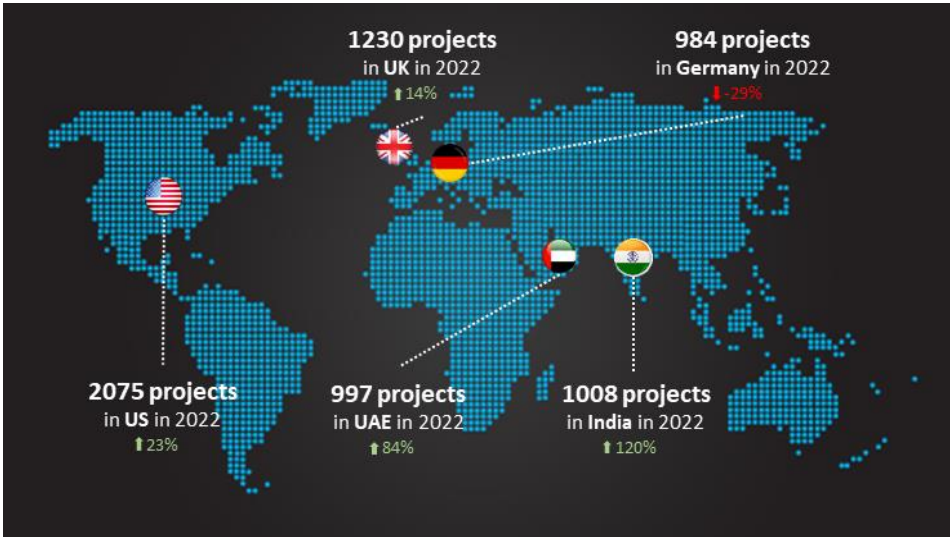 1230 projects
in UK in 2022
⬆14%
984 projects
in Germany in 2022
⬇-29%
2075 projects
in US in 2022
⬆23%
997 projects
in UAE in 2022
⬆84%
1008 projects
in India in 2022
⬆120%